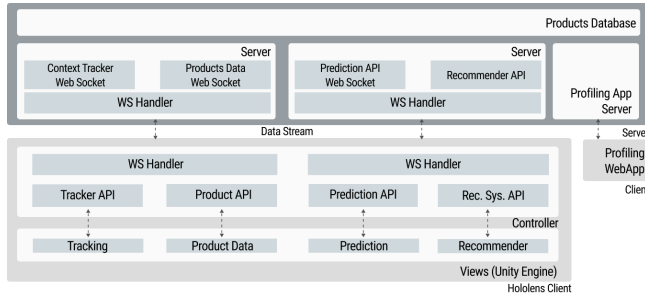 Products Database
Server
Server
Context Tracker
Web Socket
Products Data
Web Socket
Prediction API
Web Socket
Recommender API
WS Handler
WS Handler
Profiling App
Server
Data Stream
Serve
WS Handler
WS Handler
Profiling
WebApp
Tracker API
Product API
Prediction API
Rec. Sys. API
Clien
Controller
Tracking
Product Data
Prediction
Recommender
Views (Unity Engine)
Hololens Client